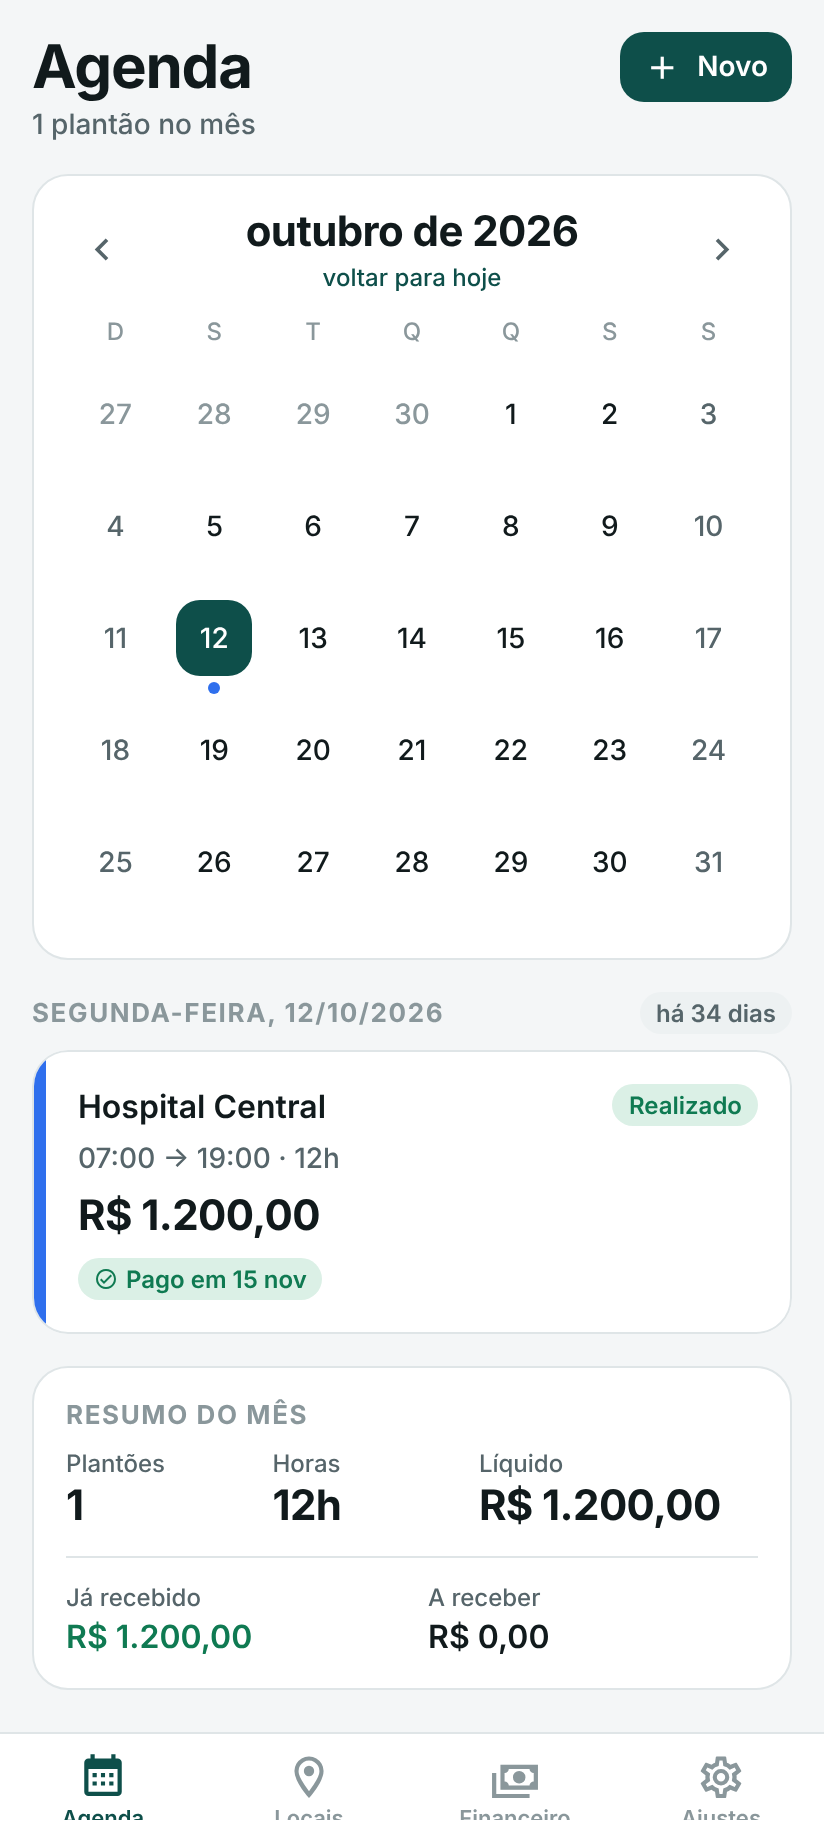 Agenda
Novo
1 plantão no mês
outubro de 2026
voltar para hoje
D S T Q Q S S
27 28 29 30 1 2 3
4 5 6 7 8 9 10
11 12 13 14 15 16 17
18 19 20 21 22 23 24
25 26 27 28 29 30 31
SEGUNDA-FEIRA, 12/10/2026
há 34 dias
Hospital Central
Realizado
07:00 → 19:00 · 12h
R$ 1.200,00
Pago em 15 nov
RESUMO DO MÊS
Plantões Horas Líquido
1 12h R$ 1.200,00
Já recebido A receber
R$ 1.200,00 R$ 0,00
Agenda Locais Financeiro Ajustes